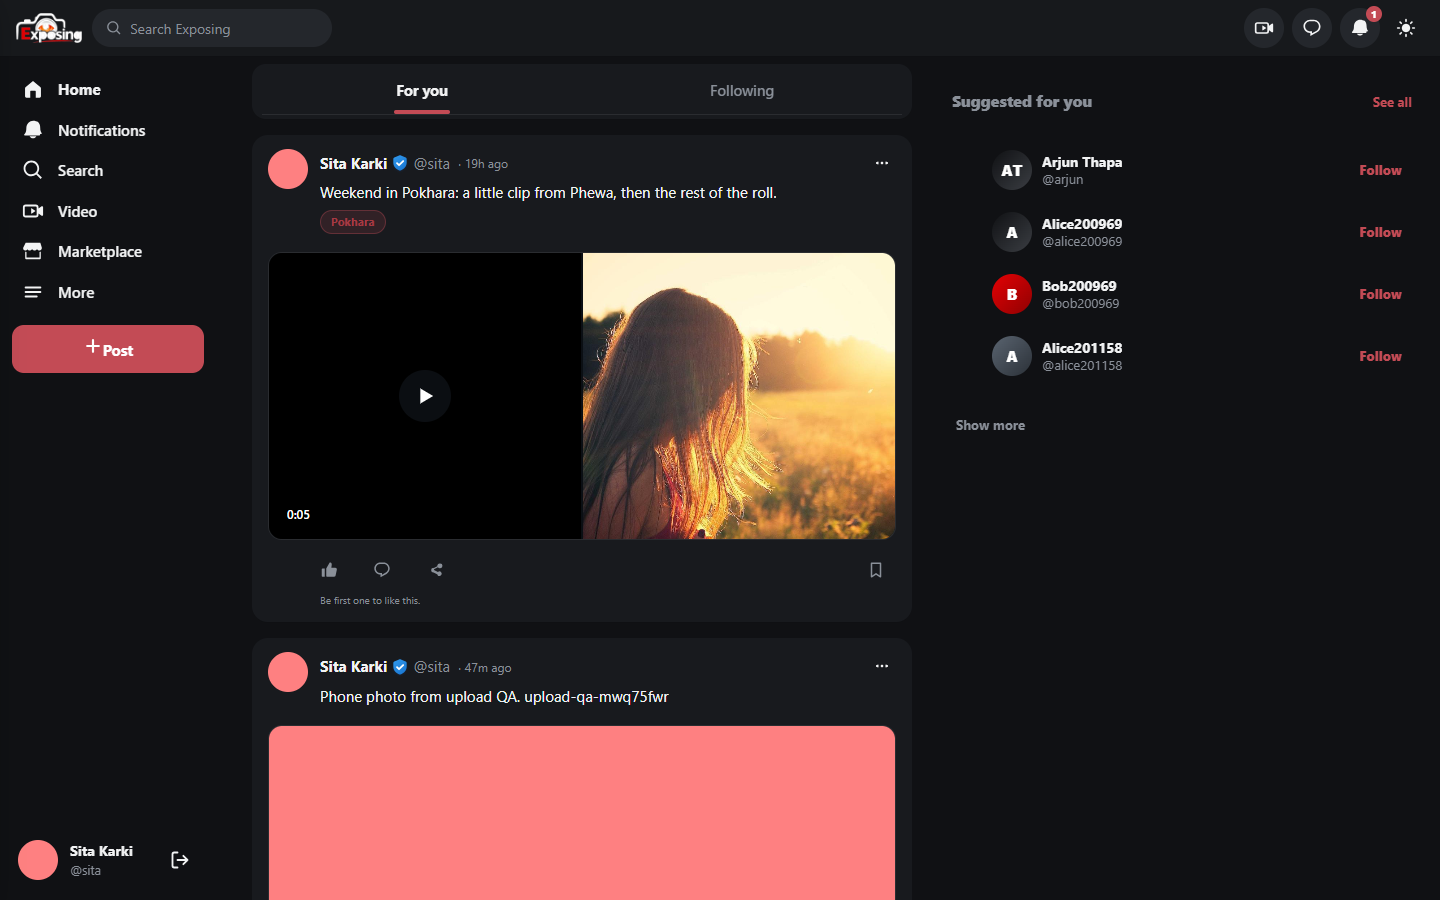 Exposing
Search Exposing
1
Home
Notifications
Search
Video
Marketplace
More
Post
Sita Karki
@sita
For you
Following
Sita Karki @sita · 19h ago
Weekend in Pokhara: a little clip from Phewa, then the rest of the roll.
Pokhara
0:05
Be first one to like this.
Sita Karki @sita · 47m ago
Phone photo from upload QA. upload-qa-mwq75fwr
Suggested for you
See all
AT
Arjun Thapa
@arjun
Follow
A
Alice200969
@alice200969
Follow
B
Bob200969
@bob200969
Follow
A
Alice201158
@alice201158
Follow
Show more